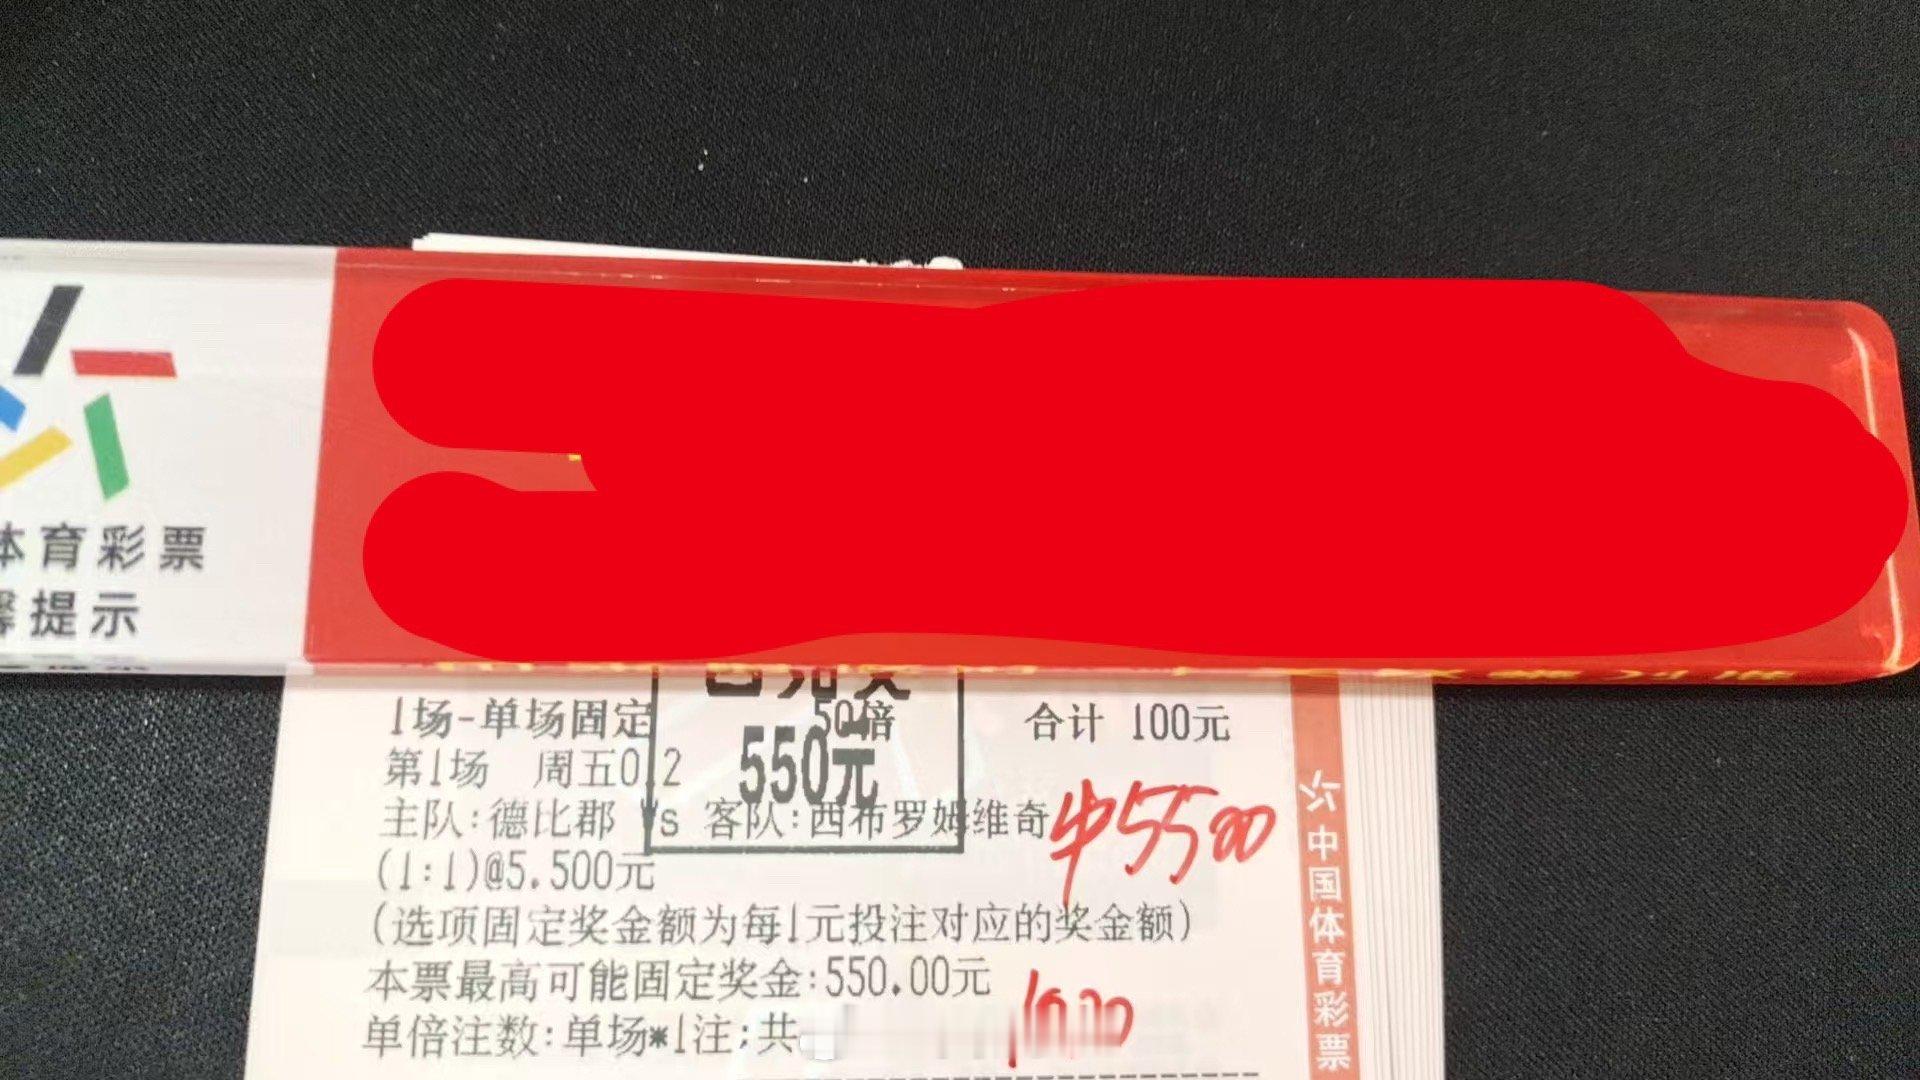 体育彩票
提示
1场-单场固定 50倍 合计 100元
550元
第1场 周五0 2
主队:德比郡 Vs 客队:西布罗姆维奇
中5500
(1:1)@5.500元
(选项固定奖金额为每1元投注对应的奖金额)
本票最高可能固定奖金:550.00元
单倍注数:单场*1注;共
中国体育彩票